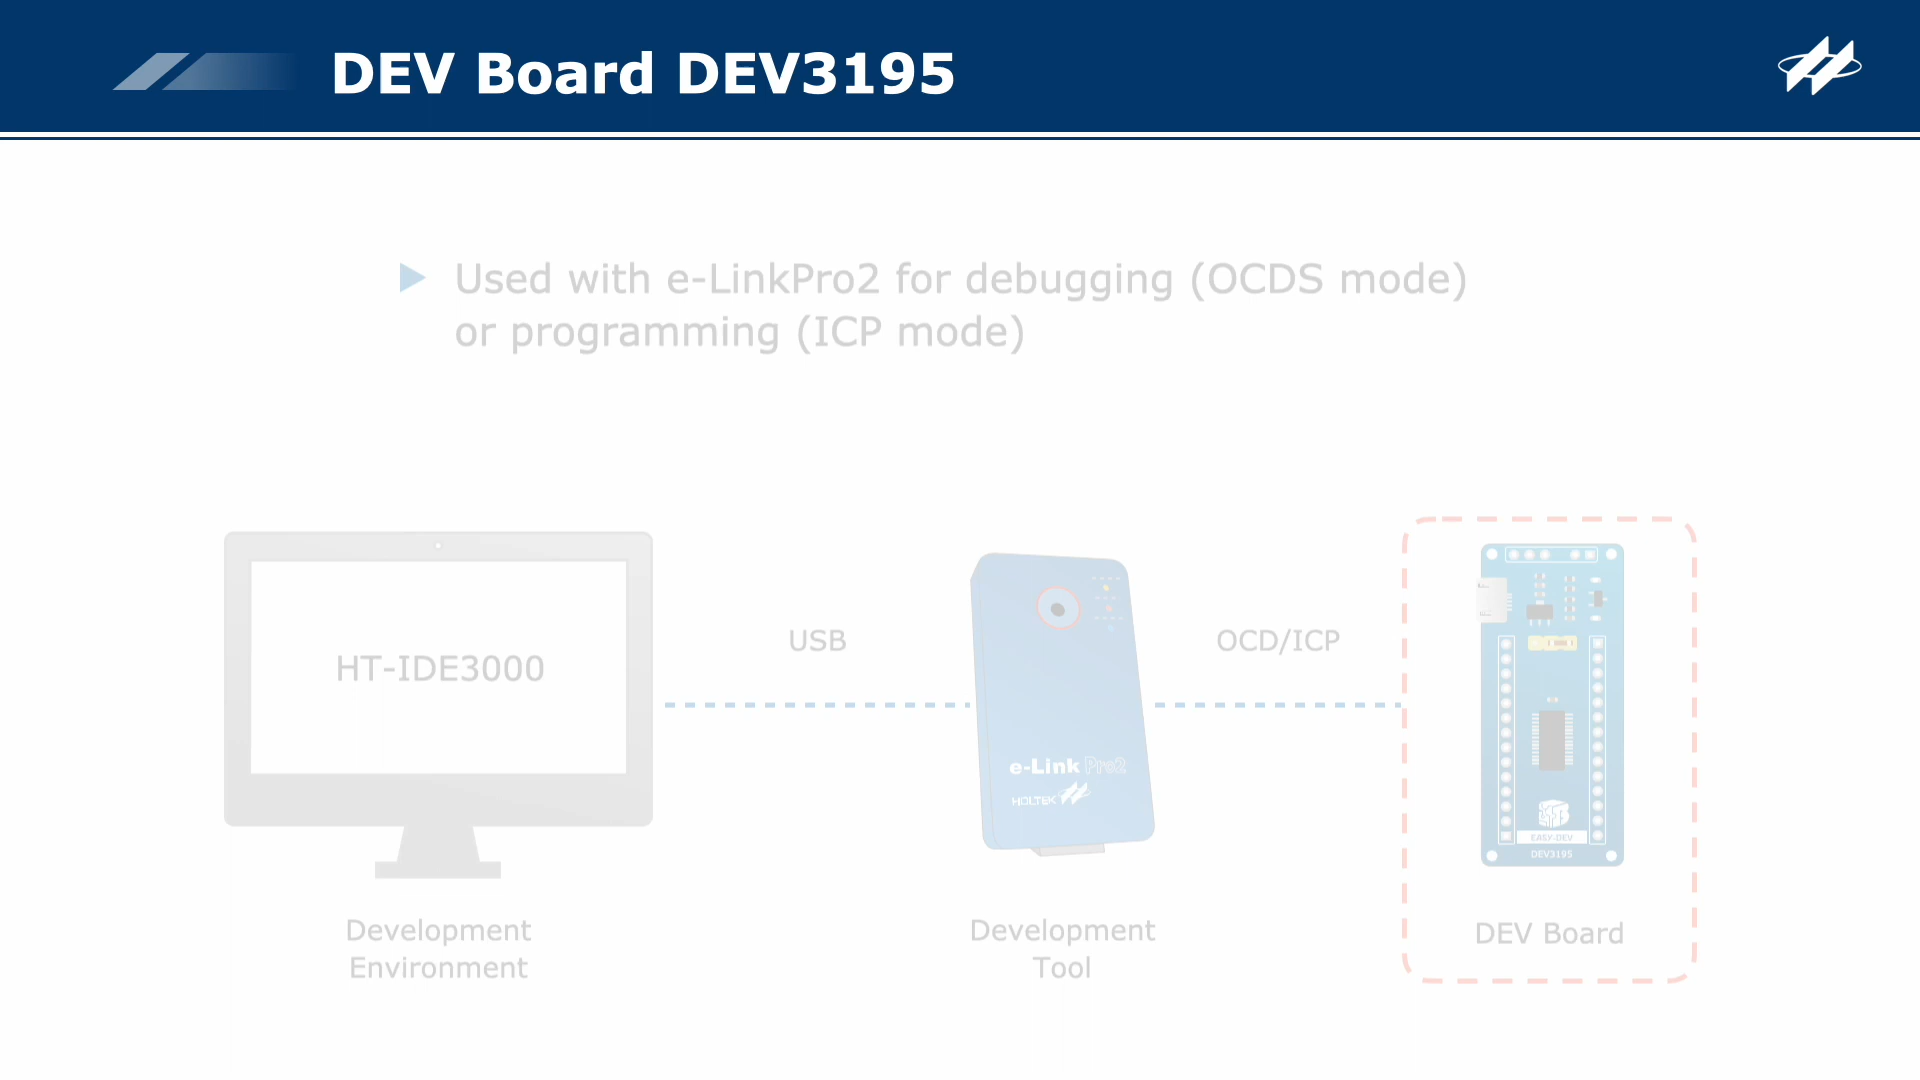 DEV Board DEV3195
Used with e-LinkPro2 for debugging (OCDS mode)
or programming (ICP mode)
HT-IDE3000
USB
OCD/ICP
e-Link Pro2
HOLTEK
EASY-DEV
DEV3195
Development
Environment
Development
Tool
DEV Board